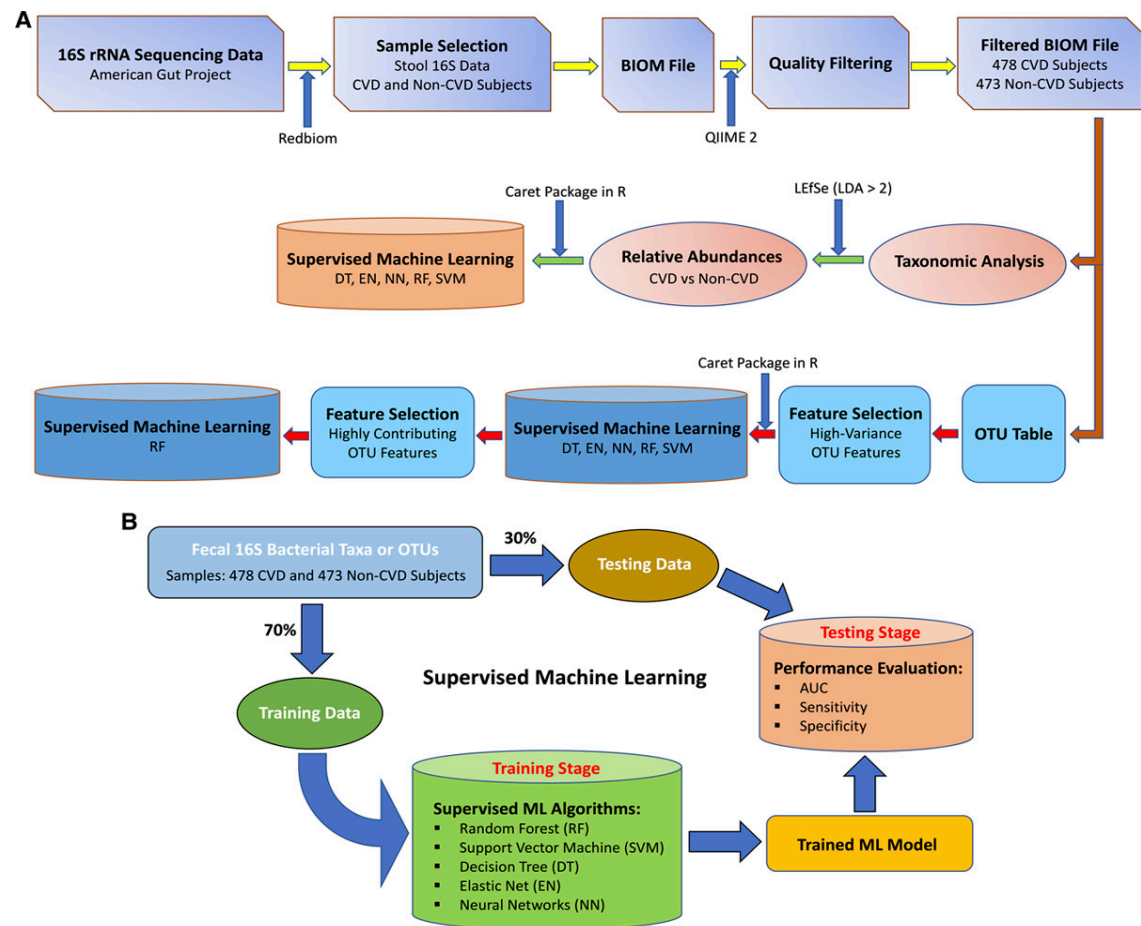 A
16S rRNA Sequencing Data
American Gut Project
Sample Selection
Stool 16S Data
CVD and Non-CVD Subjects
BIOM File
Quality Filtering
Filtered BIOM File
478 CVD Subjects
473 Non-CVD Subjects
Redbiom
QIIME 2
Caret Package in R
LEfSe (LDA > 2)
Supervised Machine Learning
DT, EN, NN, RF, SVM
Relative Abundances
CVD vs Non-CVD
Taxonomic Analysis
Caret Package in R
Supervised Machine Learning
RF
Feature Selection
Highly Contributing
OTU Features
Supervised Machine Learning
DT, EN, NN, RF, SVM
Feature Selection
High-Variance
OTU Features
OTU Table
B
Fecal 16S Bacterial Taxa or OTUs
Samples: 478 CVD and 473 Non-CVD Subjects
30%
Testing Data
70%
Training Data
Supervised Machine Learning
Testing Stage
Performance Evaluation:
▪ AUC
▪ Sensitivity
▪ Specificity
Training Stage
Supervised ML Algorithms:
▪ Random Forest (RF)
▪ Support Vector Machine (SVM)
▪ Decision Tree (DT)
▪ Elastic Net (EN)
▪ Neural Networks (NN)
Trained ML Model